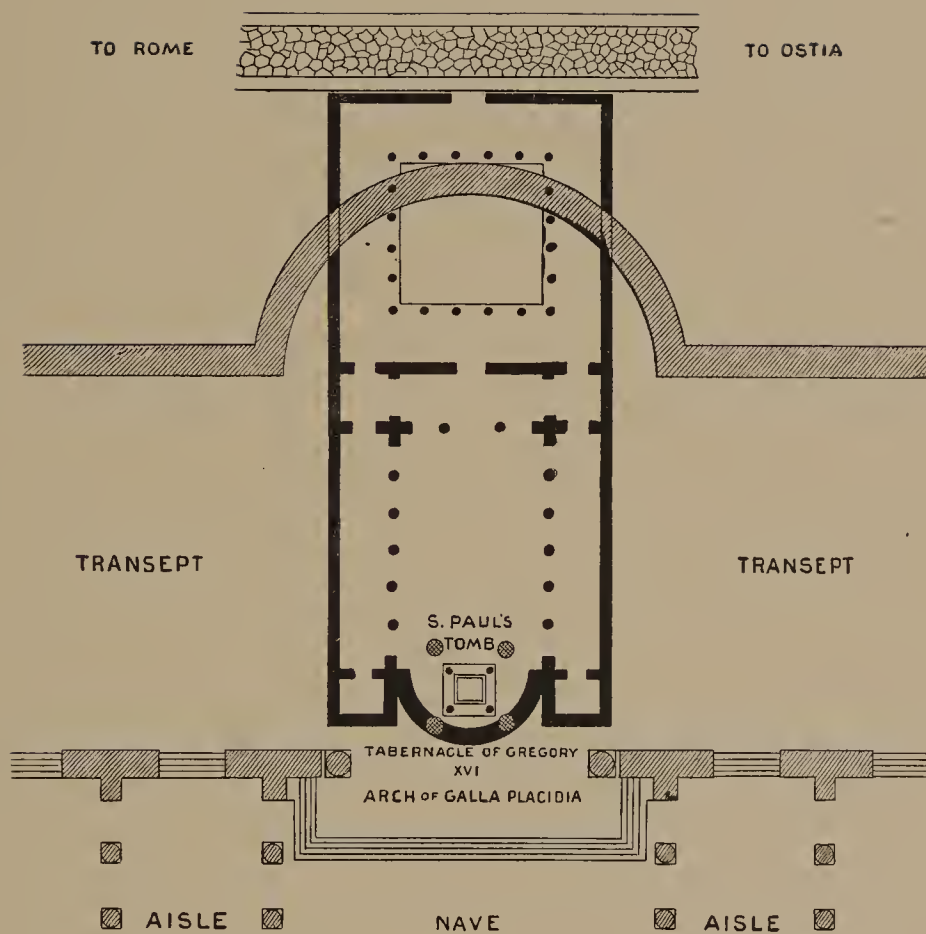 TO ROME
TO OSTIA
TRANSEPT
TRANSEPT
S. PAUL'S
TOMB
TABERNACLE OF GREGORY
XVI
ARCH OF GALLA PLACIDIA
AISLE
NAVE
AISLE